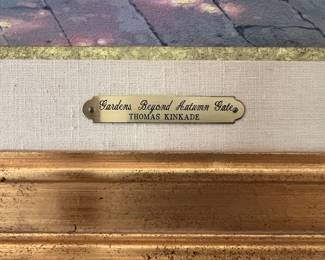 Gardens Beyond Autumn Gate
THOMAS KINKADE